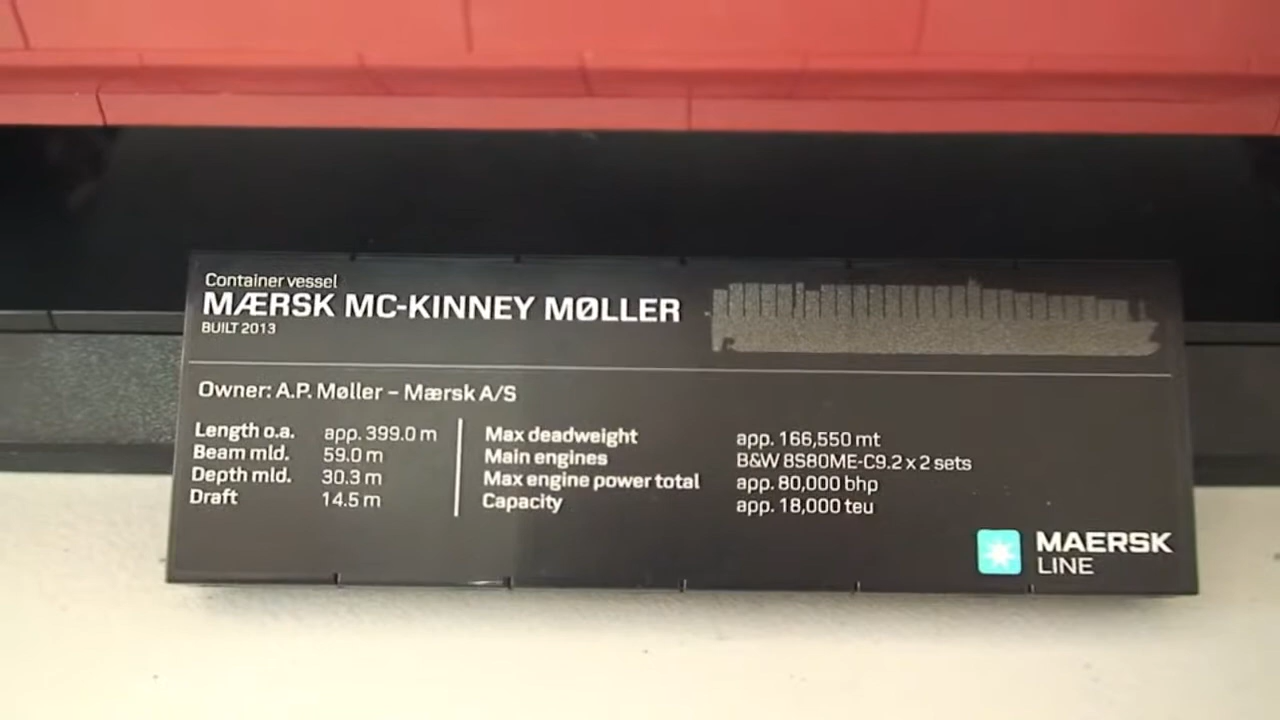 Container vessel
MÆRSK MC-KINNEY MØLLER
BUILT 2013
Owner: A.P. Møller – Mærsk A/S
Length o.a. app. 399.0 m
Beam mld. 59.0 m
Depth mld. 30.3 m
Draft 14.5 m
Max deadweight app. 166,550 mt
Main engines B&W 8S80ME-C9.2 x 2 sets
Max engine power total app. 80,000 bhp
Capacity app. 18,000 teu
MAERSK
LINE